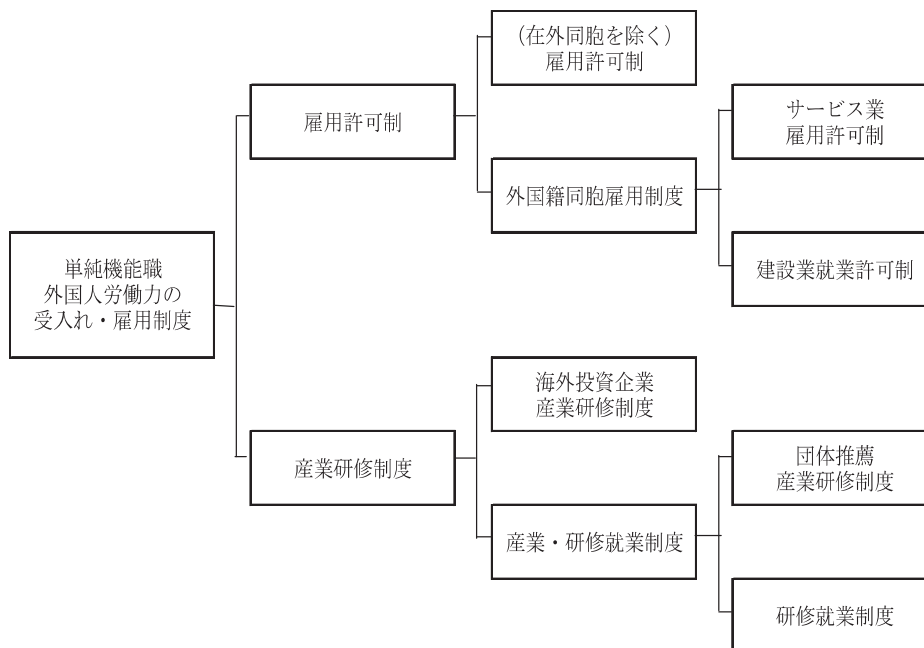 (在外同胞を除く)
雇用許可制
雇用許可制
サービス業
雇用許可制
外国籍同胞雇用制度
建設業就業許可制
単純機能職
外国人労働力の
受入れ・雇用制度
海外投資企業
産業研修制度
産業研修制度
団体推薦
産業研修制度
産業・研修就業制度
研修就業制度